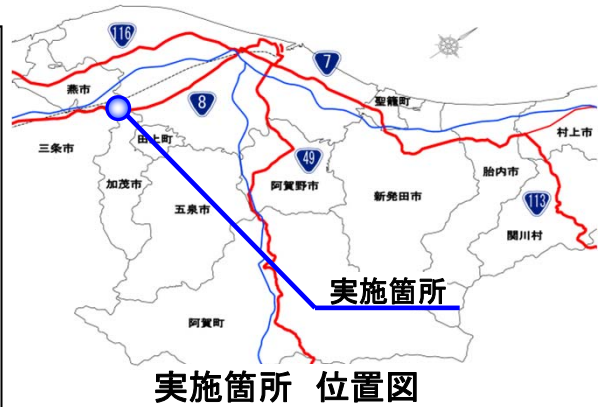 116
7
燕市
8
聖籠町
村上市
三条市
田上町
49
加茂市
阿賀野市
胎内市
五泉市
新発田市
113
関川村
実施箇所
阿賀町
実施箇所 位置図